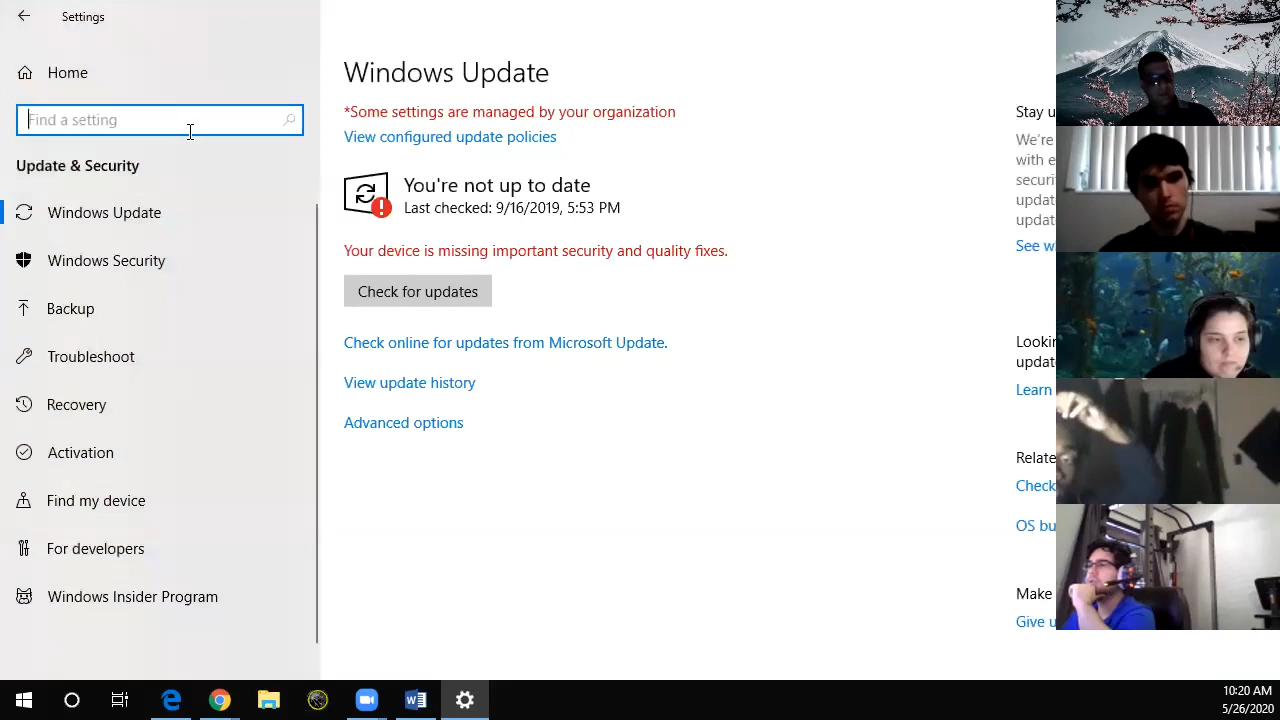 Settings
Home
Find a setting
Update & Security
Windows Update
Windows Security
Backup
Troubleshoot
Recovery
Activation
Find my device
For developers
Windows Insider Program
Windows Update
*Some settings are managed by your organization
View configured update policies
You're not up to date
Last checked: 9/16/2019, 5:53 PM
Your device is missing important security and quality fixes.
Check for updates
Check online for updates from Microsoft Update.
View update history
Advanced options
Stay u
We're
with e
securi
updat
updat
See w
Lookin
updat
Learn
Relate
Check
OS bu
Make
Give u
10:20 AM
5/26/2020